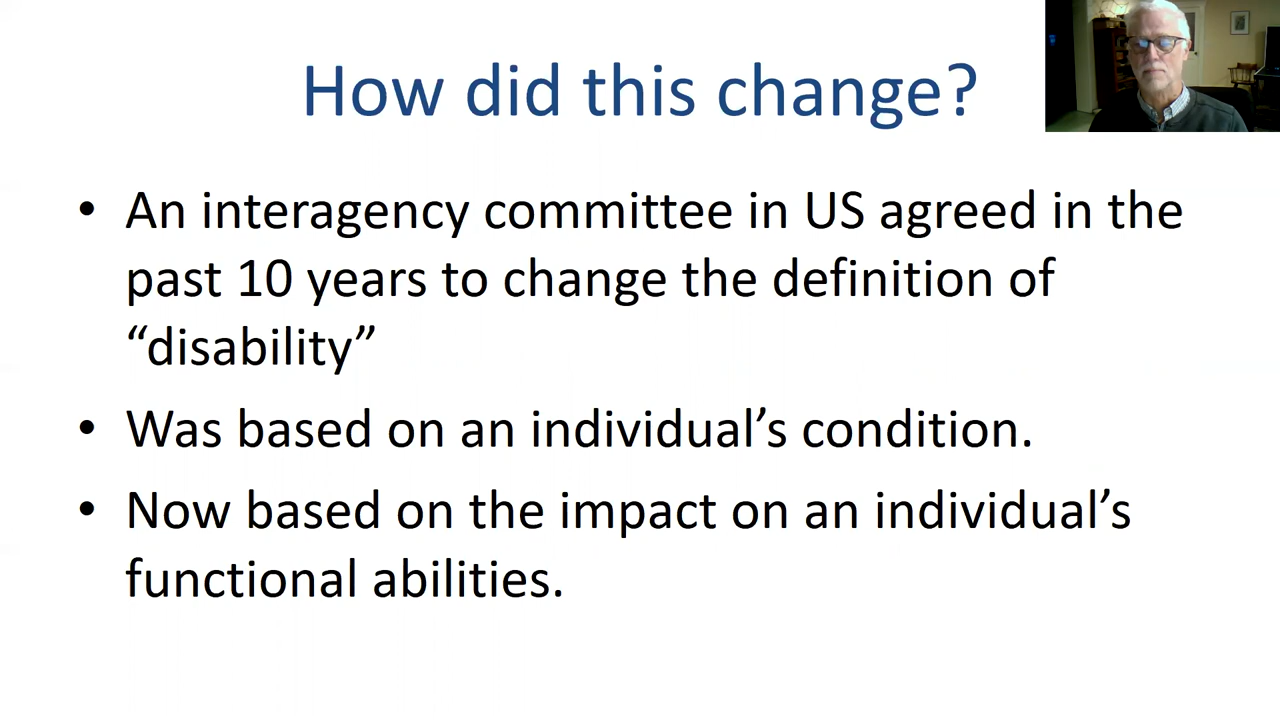 How did this change?
• An interagency committee in US agreed in the
past 10 years to change the definition of
“disability”
• Was based on an individual’s condition.
• Now based on the impact on an individual’s
functional abilities.